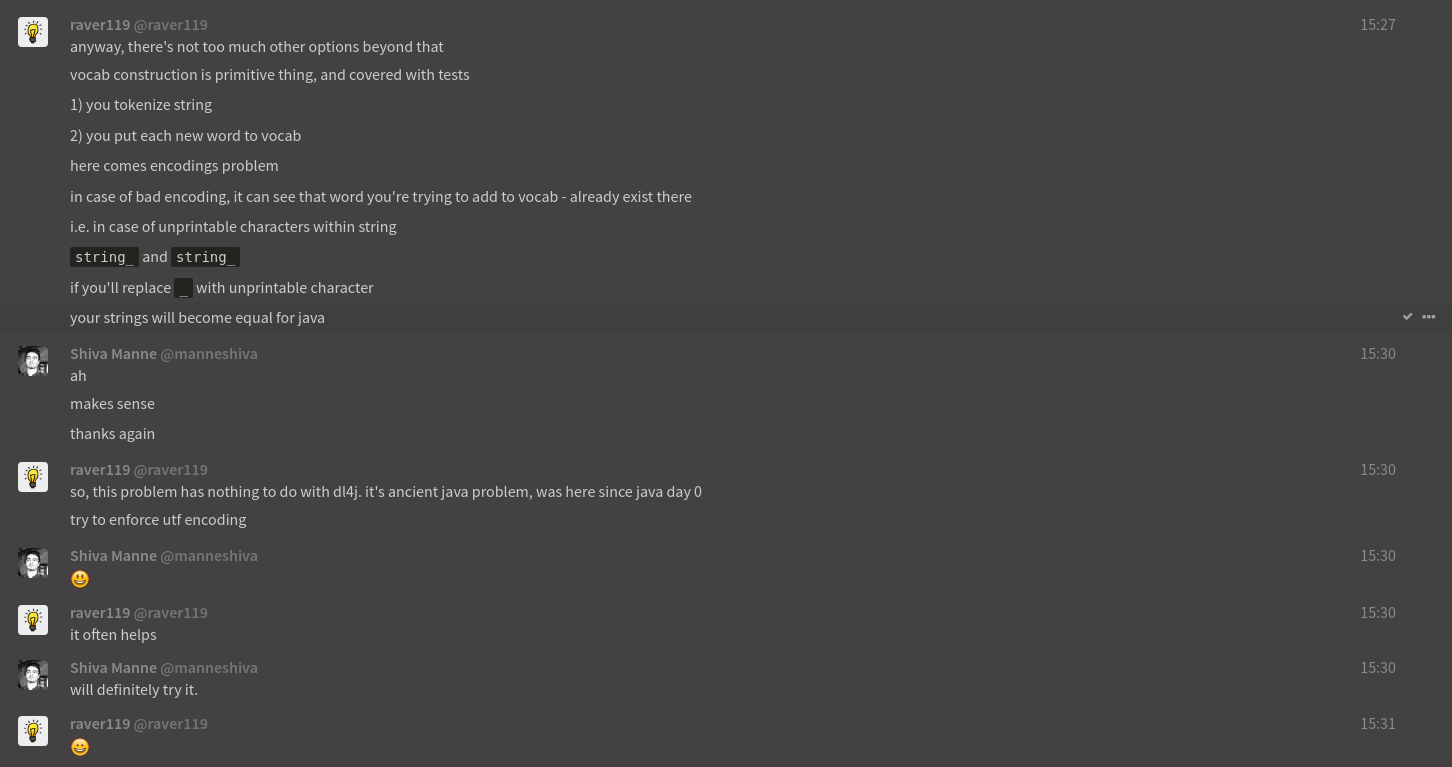 raver119 @raver119 15:27
anyway, there's not too much other options beyond that
vocab construction is primitive thing, and covered with tests
1) you tokenize string
2) you put each new word to vocab
here comes encodings problem
in case of bad encoding, it can see that word you're trying to add to vocab - already exist there
i.e. in case of unprintable characters within string
string_ and string_
if you'll replace _ with unprintable character
your strings will become equal for java
Shiva Manne @manneshiva 15:30
ah
makes sense
thanks again
raver119 @raver119 15:30
so, this problem has nothing to do with dl4j. it's ancient java problem, was here since java day 0
try to enforce utf encoding
Shiva Manne @manneshiva 15:30
😃
raver119 @raver119 15:30
it often helps
Shiva Manne @manneshiva 15:30
will definitely try it.
raver119 @raver119 15:31
😄